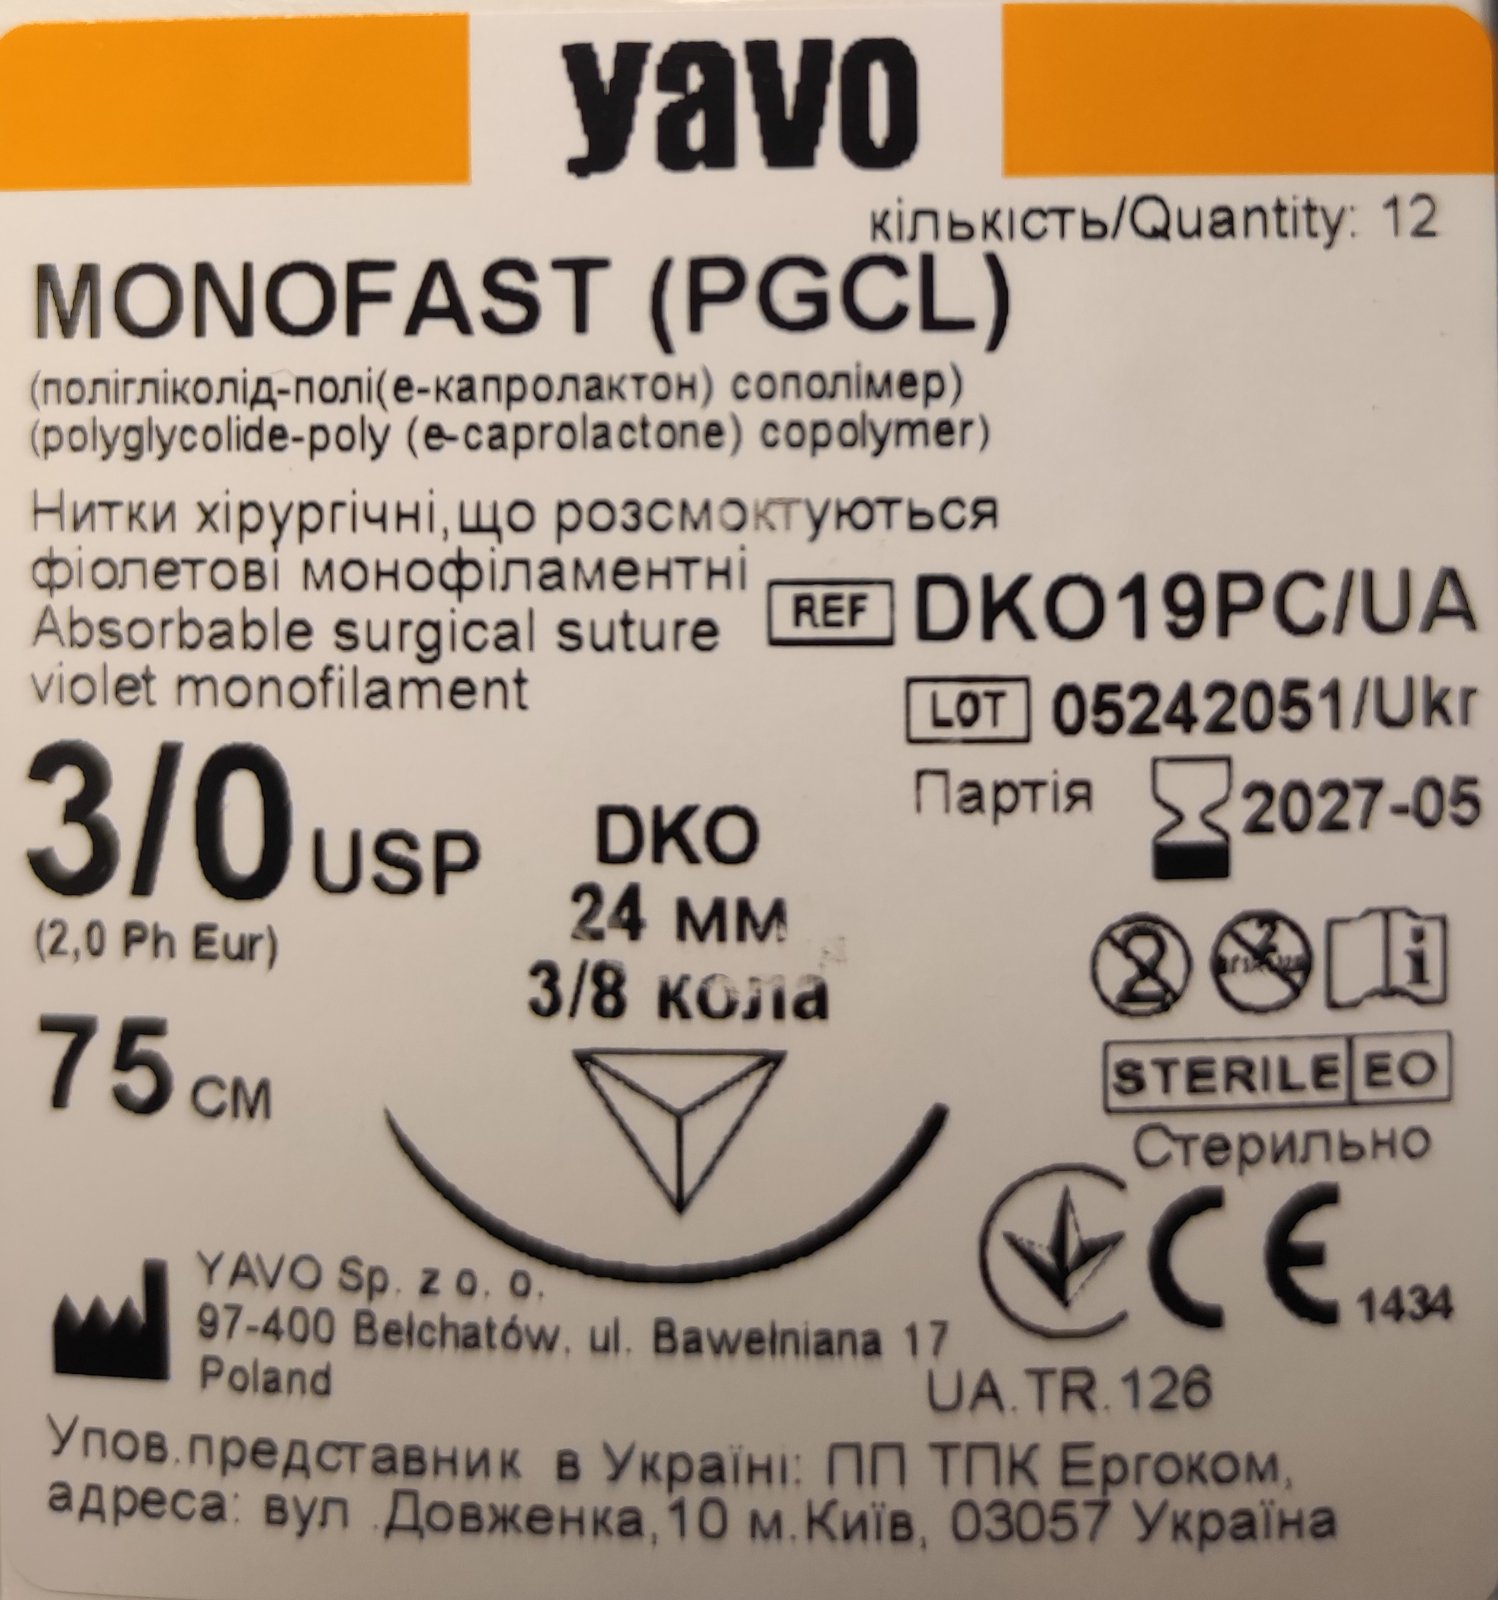 yavo
кількість/Quantity: 12
MONOFAST (PGCL)
(полігліколід-полі(е-капролактон) сополімер)
(polyglycolide-poly (e-caprolactone) copolymer)
Нитки хірургічні,що розсмоктуються
фіолетові монофіламентні
Absorbable surgical suture
violet monofilament
REF DKO19PC/UA
LOT 05242051/Ukr
Партія 2027-05
3/0 USP
(2,0 Ph Eur)
75 см
DKO
24 мм
3/8 кола
2
2
i
STERILE EO
Стерильно
CE 1434
UA.TR.126
YAVO Sp. z o. o.
97-400 Bełchatów, ul. Bawełniana 17
Poland
Упов.представник в Україні: ПП ТПК Ергоком,
адреса: вул .Довженка,10 м.Київ, 03057 Україна